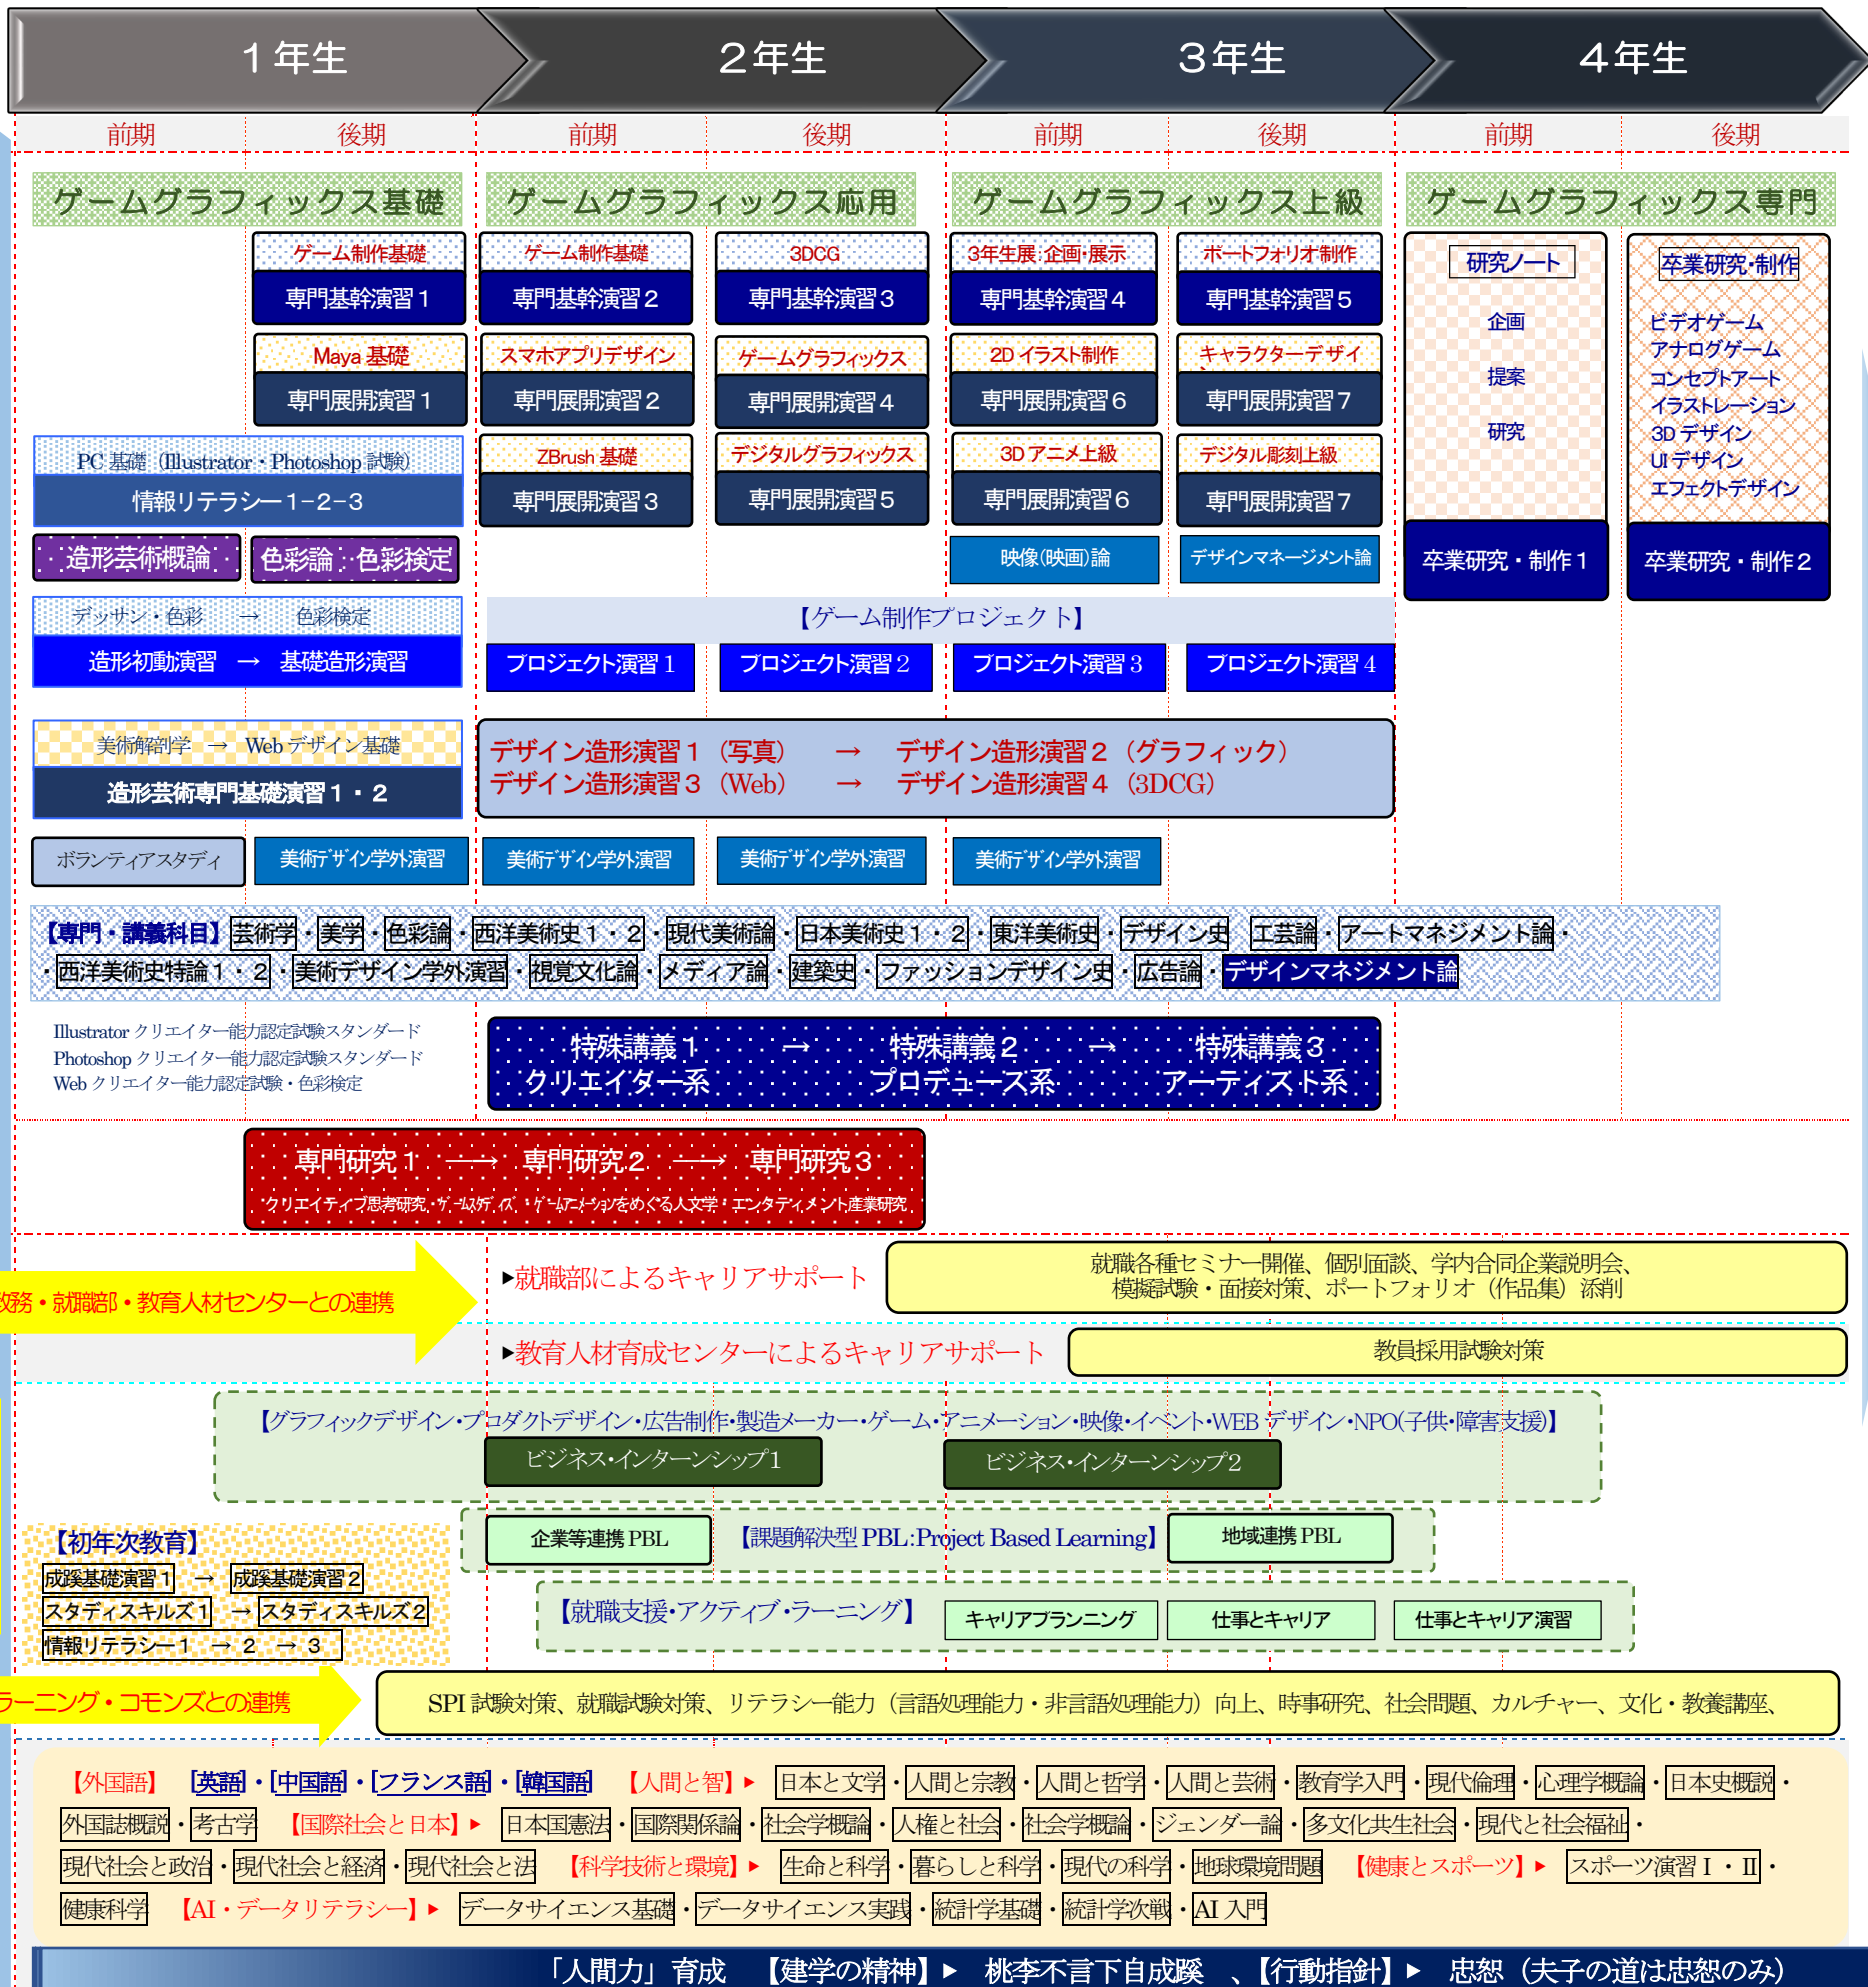 １年生　２年生　３年生　４年生
前期　後期　前期　後期　前期　後期　前期　後期
ゲームグラフィックス基礎　ゲームグラフィックス応用　ゲームグラフィックス上級　ゲームグラフィックス専門
ゲーム制作基礎　ゲーム制作基礎　3DCG　3年生展：企画・展示　ポートフォリオ制作
専門基幹演習１　専門基幹演習２　専門基幹演習３　専門基幹演習４　専門基幹演習５
Maya 基礎　スマホアプリデザイン　ゲームグラフィックス　2D イラスト制作　キャラクターデザイ
専門展開演習１　専門展開演習２　専門展開演習４　専門展開演習６　専門展開演習７
PC 基礎（Illustrator・Photoshop 試験）　ZBrush 基礎　デジタルグラフィックス　3D アニメ上級　デジタル彫刻上級
情報リテラシー１−２−３　専門展開演習３　専門展開演習５　専門展開演習６　専門展開演習７
研究ノート
企画
提案
研究
卒業研究・制作１
卒業研究・制作
ビデオゲーム
アナログゲーム
コンセプトアート
イラストレーション
3D デザイン
UI デザイン
エフェクトデザイン
卒業研究・制作２
造形芸術概論　色彩論：色彩検定　映像(映画)論　デザインマネージメント論
デッサン・色彩　→　色彩検定
造形初動演習　→　基礎造形演習
【ゲーム制作プロジェクト】
プロジェクト演習１　プロジェクト演習２　プロジェクト演習３　プロジェクト演習４
美術解剖学　→　Web デザイン基礎
造形芸術専門基礎演習１・２
デザイン造形演習１（写真）　→　デザイン造形演習２（グラフィック）
デザイン造形演習３（Web）　→　デザイン造形演習４（3DCG）
ボランティアスタディ　美術デザイン学外演習　美術デザイン学外演習　美術デザイン学外演習　美術デザイン学外演習
【専門・講義科目】芸術学・美学・色彩論・西洋美術史１・２・現代美術論・日本美術史１・２・東洋美術史・デザイン史　工芸論・アートマネジメント論・
・西洋美術史特論１・２・美術デザイン学外演習・視覚文化論・メディア論・建築史・ファッションデザイン史・広告論・デザインマネジメント論
Illustrator クリエイター能力認定試験スタンダード
Photoshop クリエイター能力認定試験スタンダード
Web クリエイター能力認定試験・色彩検定
特殊講義１　→　特殊講義２　→　特殊講義３
クリエイター系　プロデュース系　アーティスト系
専門研究１　→　専門研究２　→　専門研究３
クリエイティブ思考研究・ゲームスタディズ・ゲームアニメーションをめぐる人文学・エンタティメント産業研究
教務・就職部・教育人材センターとの連携
▶就職部によるキャリアサポート
就職各種セミナー開催、個別面談、学内合同企業説明会、
模擬試験・面接対策、ポートフォリオ（作品集）添削
▶教育人材育成センターによるキャリアサポート
教員採用試験対策
【グラフィックデザイン・プロダクトデザイン・広告制作・製造メーカー・ゲーム・アニメーション・映像・イベント・WEB デザイン・NPO(子供・障害支援)】
ビジネス・インターンシップ１　ビジネス・インターンシップ２
企業等連携 PBL　【課題解決型 PBL：Project Based Learning】　地域連携 PBL
【初年次教育】
成蹊基礎演習１　→　成蹊基礎演習２
スタディスキルズ１　→スタディスキルズ２
情報リテラシー１　→ ２　→ ３
【就職支援・アクティブ・ラーニング】　キャリアプランニング　仕事とキャリア　仕事とキャリア演習
ラーニング・コモンズとの連携
SPI 試験対策、就職試験対策、リテラシー能力（言語処理能力・非言語処理能力）向上、時事研究、社会問題、カルチャー、文化・教養講座、
【外国語】　[英語]・[中国語]・[フランス語]・[韓国語]　【人間と智】▶　日本と文学・人間と宗教・人間と哲学・人間と芸術・教育学入門・現代倫理・心理学概論・日本史概説・
外国誌概説・考古学　【国際社会と日本】▶　日本国憲法・国際関係論・社会学概論・人権と社会・社会学概論・ジェンダー論・多文化共生社会・現代と社会福祉・
現代社会と政治・現代社会と経済・現代社会と法　【科学技術と環境】▶　生命と科学・暮らしと科学・現代の科学・地球環境問題　【健康とスポーツ】▶　スポーツ演習Ⅰ・Ⅱ・
健康科学　【AI・データリテラシー】▶　データサイエンス基礎・データサイエンス実践・統計学基礎・統計学次戦・AI 入門
「人間力」育成　【建学の精神】▶　桃李不言下自成蹊　、【行動指針】▶　忠恕（夫子の道は忠恕のみ）